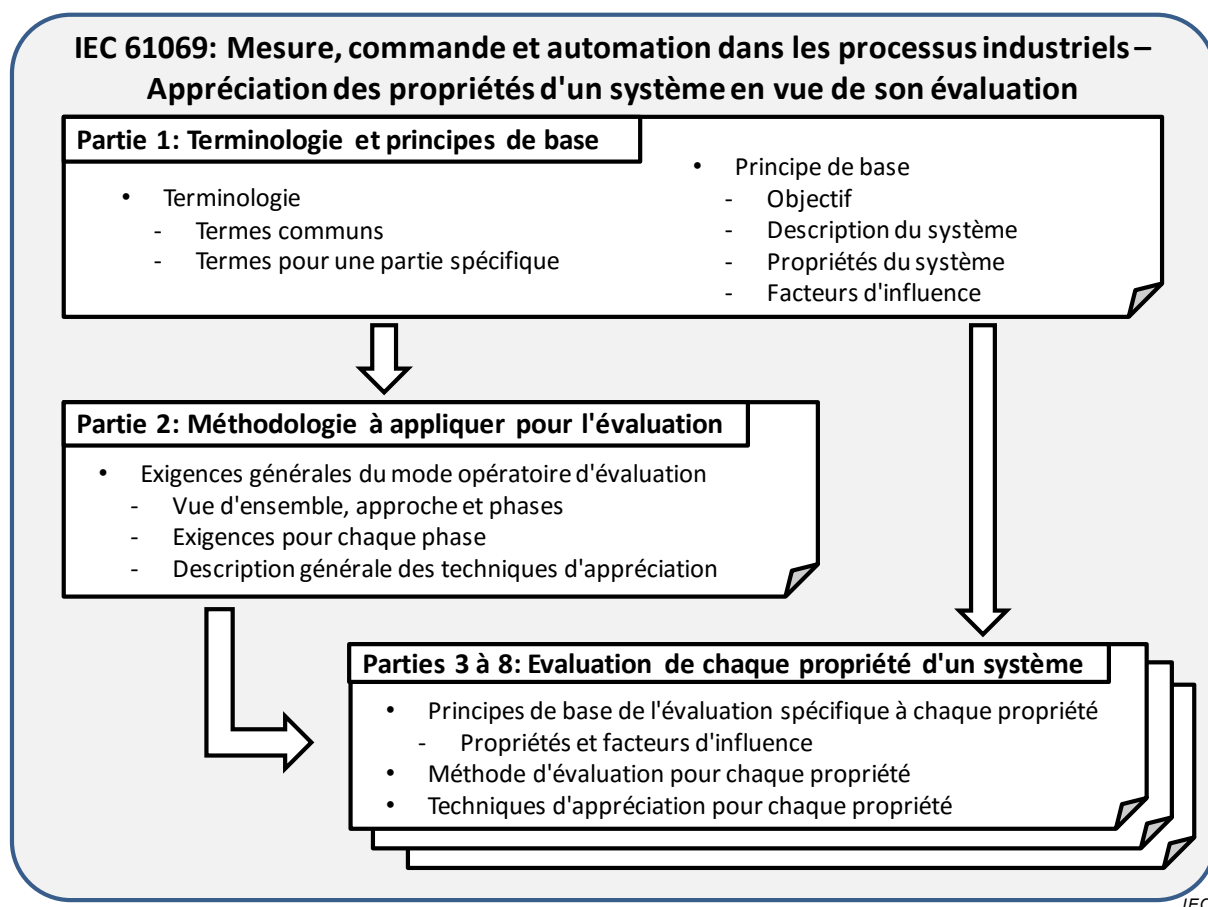 IEC 61069: Mesure, commande et automation dans les processus industriels –
Appréciation des propriétés d'un système en vue de son évaluation
Partie 1: Terminologie et principes de base
• Terminologie
- Termes communs
- Termes pour une partie spécifique
• Principe de base
- Objectif
- Description du système
- Propriétés du système
- Facteurs d'influence
Partie 2: Méthodologie à appliquer pour l'évaluation
• Exigences générales du mode opératoire d'évaluation
- Vue d'ensemble, approche et phases
- Exigences pour chaque phase
- Description générale des techniques d'appréciation
Parties 3 à 8: Evaluation de chaque propriété d'un système
• Principes de base de l'évaluation spécifique à chaque propriété
- Propriétés et facteurs d'influence
• Méthode d'évaluation pour chaque propriété
• Techniques d'appréciation pour chaque propriété
IEC